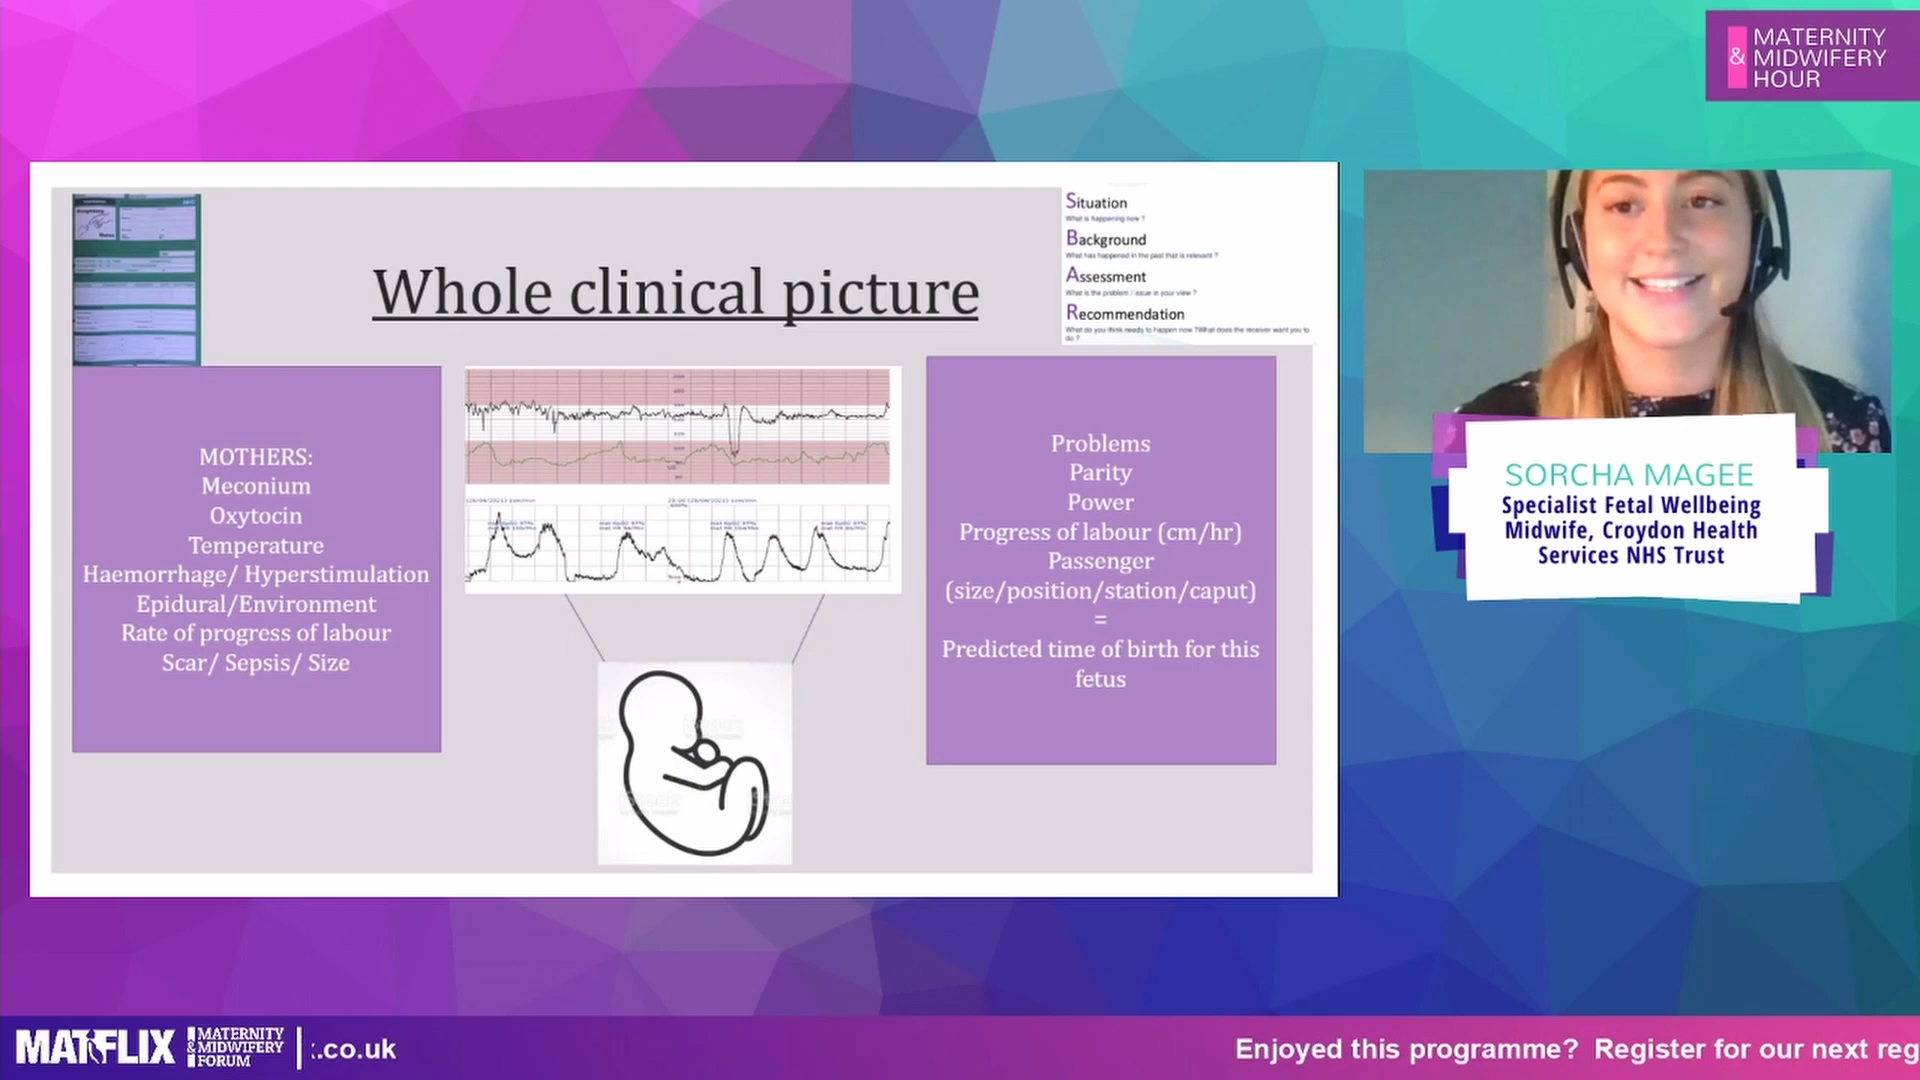 MATERNITY
& MIDWIFERY
HOUR
Situation
What is happening now ?
Background
What has happened in the past that is relevant ?
Assessment
What is the problem / issue in your view ?
Recommendation
What do you think needs to happen now ?What does the receiver want you to
do ?
Whole clinical picture
MOTHERS:
Meconium
Oxytocin
Temperature
Haemorrhage/ Hyperstimulation
Epidural/Environment
Rate of progress of labour
Scar/ Sepsis/ Size
Problems
Parity
Power
Progress of labour (cm/hr)
Passenger
(size/position/station/caput)
=
Predicted time of birth for this
fetus
SORCHA MAGEE
Specialist Fetal Wellbeing
Midwife, Croydon Health
Services NHS Trust
MATFLIX
MATERNITY
& MIDWIFERY
FORUM
.co.uk
Enjoyed this programme? Register for our next reg